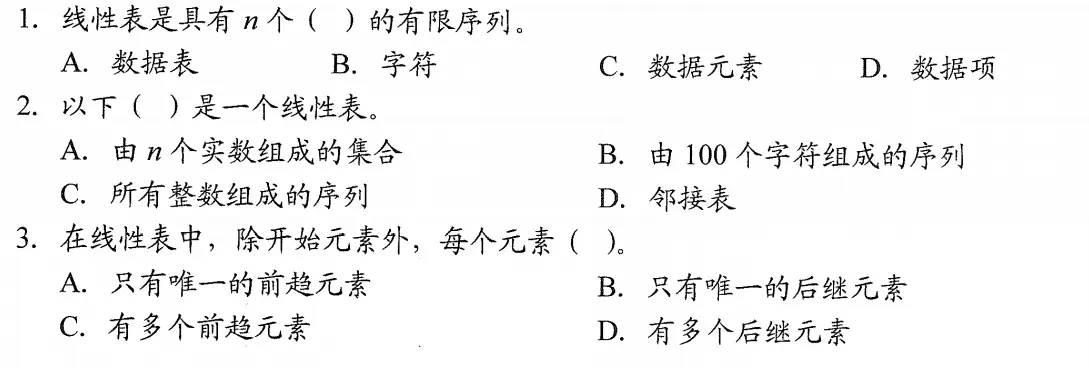 1. 线性表是具有 n 个（ ）的有限序列。
A. 数据表 B. 字符 C. 数据元素 D. 数据项
2. 以下（ ）是一个线性表。
A. 由 n 个实数组成的集合 B. 由 100 个字符组成的序列
C. 所有整数组成的序列 D. 邻接表
3. 在线性表中，除开始元素外，每个元素（ ）。
A. 只有唯一的前趋元素 B. 只有唯一的后继元素
C. 有多个前趋元素 D. 有多个后继元素